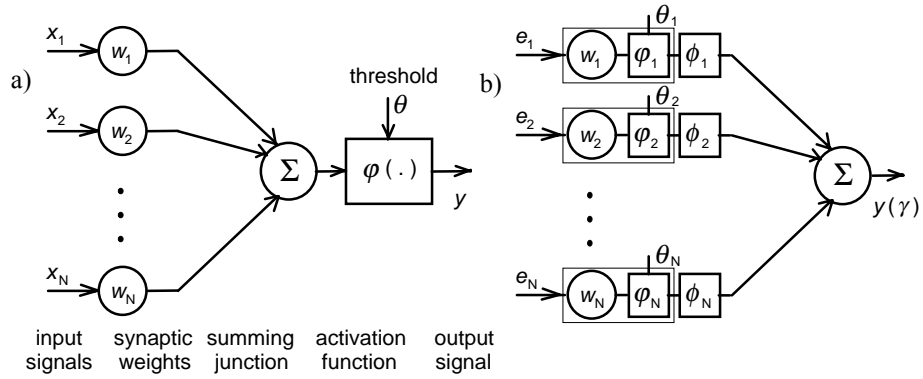 a)
x1
w1
x2
w2
xN
wN
Σ
threshold
θ
φ(.)
y
input signals
synaptic weights
summing junction
activation function
output signal
b)
e1
w1
θ1
φ1
ϕ1
e2
w2
θ2
φ2
ϕ2
eN
wN
θN
φN
ϕN
Σ
y(γ)